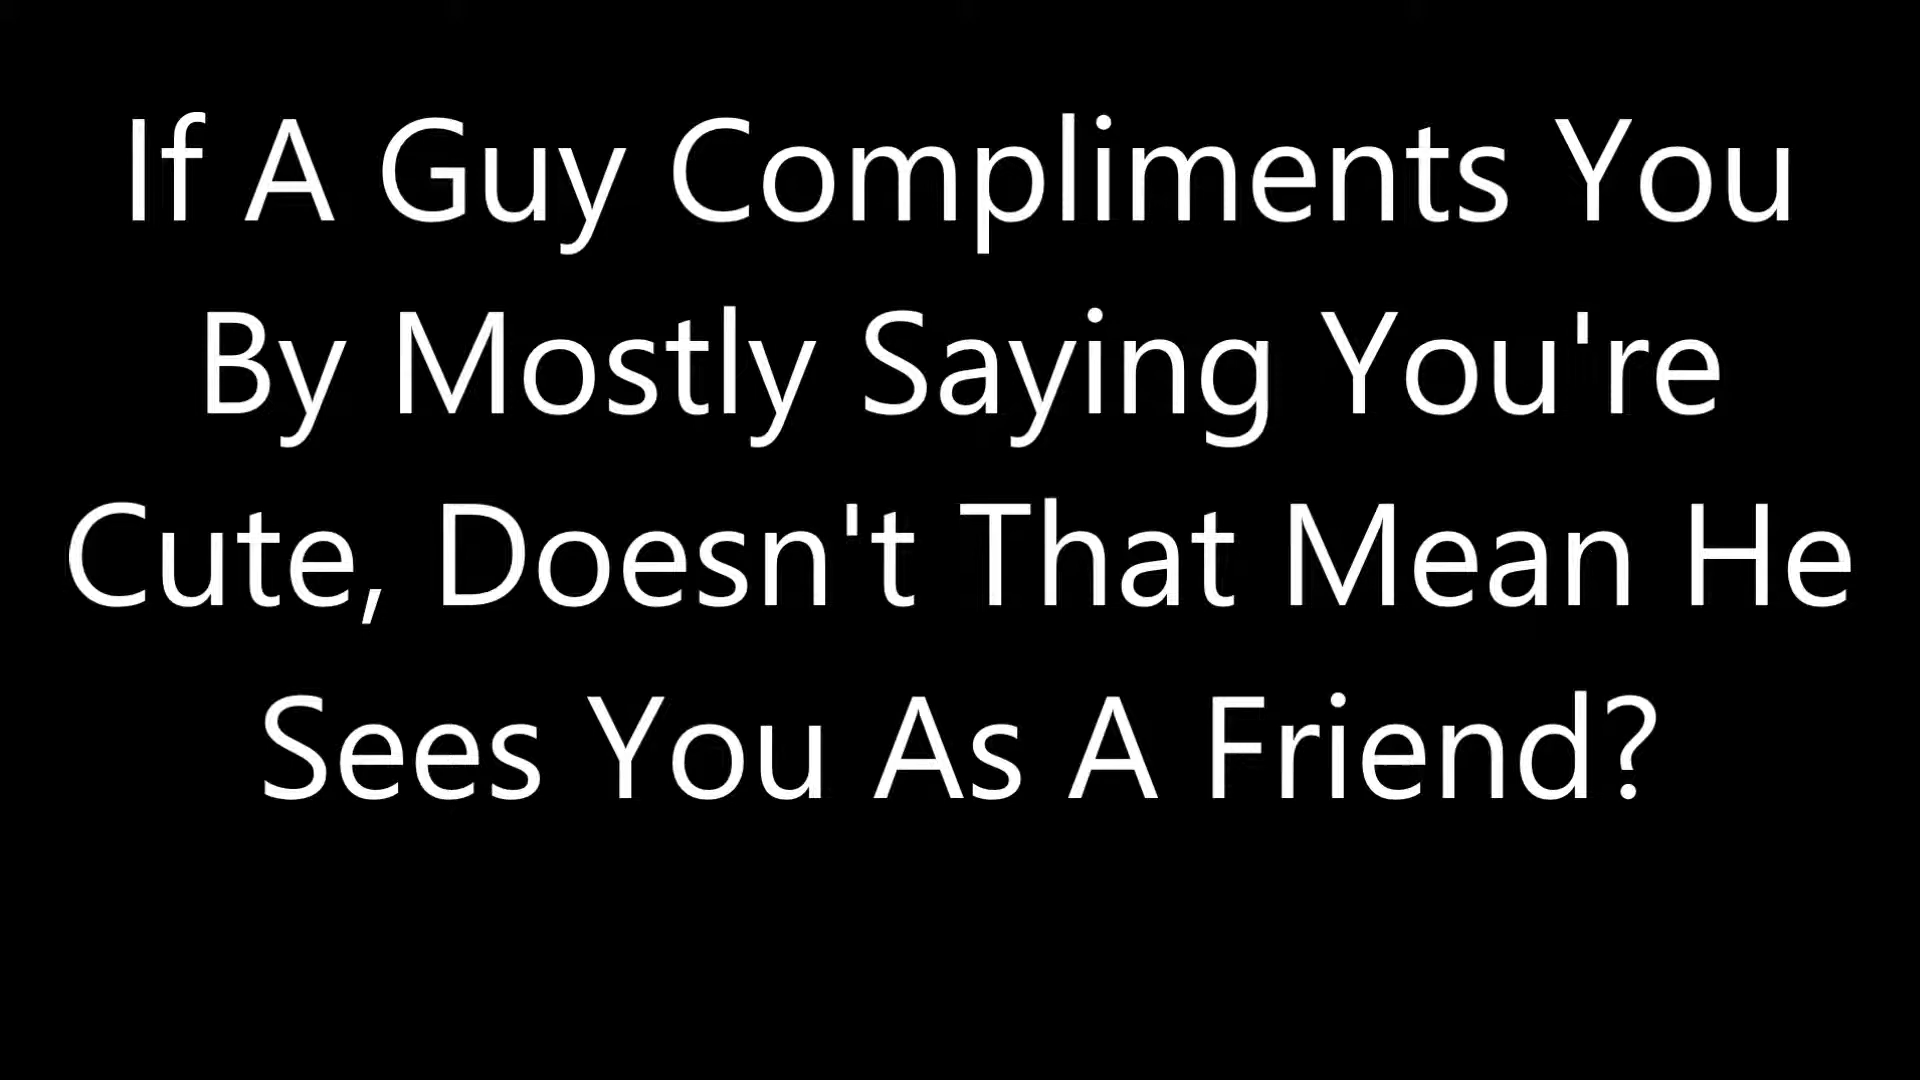 If A Guy Compliments You
By Mostly Saying You're
Cute, Doesn't That Mean He
Sees You As A Friend?